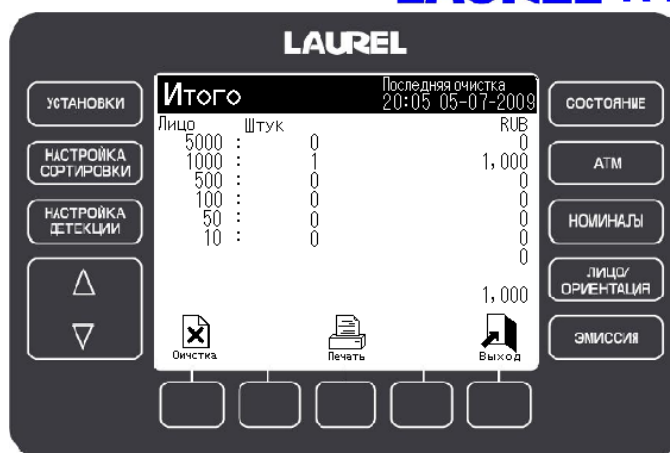 LAUREL
УСТАНОВКИ
НАСТРОЙКА
СОРТИРОВКИ
НАСТРОЙКА
ДЕТЕКЦИИ
Итого
Последняя очистка
20:05 05-07-2009
Лицо Штук RUB
5000 : 0 0
1000 : 1 1,000
500 : 0 0
100 : 0 0
50 : 0 0
10 : 0 0
0
1,000
Оичстка
Печать
Выход
СОСТОЯНИЕ
АТМ
НОМИНАЛЫ
ЛИЦО/
ОРИЕНТАЦИЯ
ЭМИССИЯ